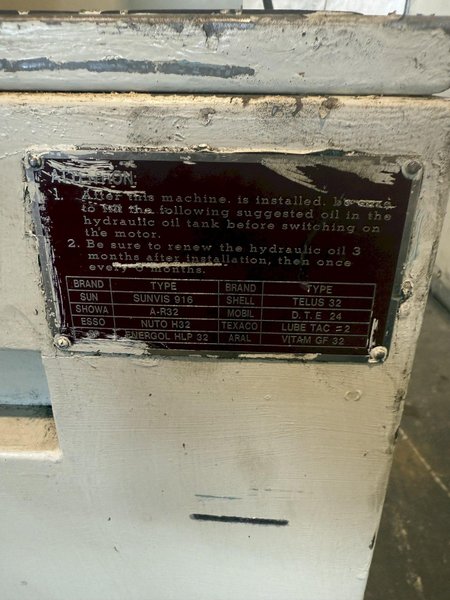 ATTENTION:
1. After this machine is installed, be sure
to fill the following suggested oil in the
hydraulic oil tank before switching on
the motor.
2. Be sure to renew the hydraulic oil 3
months after installation, then once
every 6 months.
BRAND TYPE BRAND TYPE
SUN SUNVIS 916 SHELL TELUS 32
SHOWA A-R32 MOBIL D.T.E 24
ESSO NUTO H32 TEXACO LUBE TAC #2
ENERGOL HLP 32 ARAL VITAM GF 32